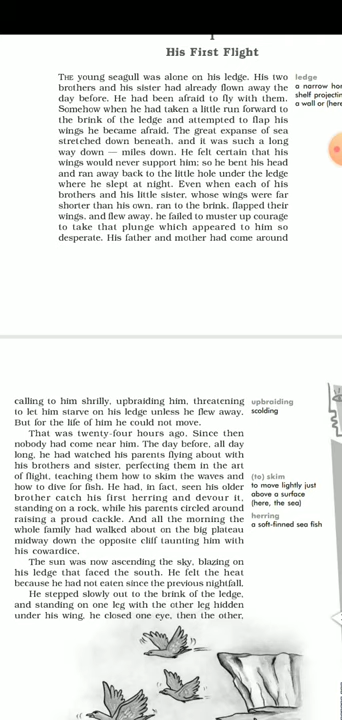 I
His First Flight
THE young seagull was alone on his ledge. His two
brothers and his sister had already flown away the
day before. He had been afraid to fly with them.
Somehow when he had taken a little run forward to
the brink of the ledge and attempted to flap his
wings he became afraid. The great expanse of sea
stretched down beneath, and it was such a long
way down — miles down. He felt certain that his
wings would never support him; so he bent his head
and ran away back to the little hole under the ledge
where he slept at night. Even when each of his
brothers and his little sister, whose wings were far
shorter than his own, ran to the brink, flapped their
wings, and flew away, he failed to muster up courage
to take that plunge which appeared to him so
desperate. His father and mother had come around
ledge
a narrow
shelf
a wall or (here
calling to him shrilly, upbraiding him, threatening
to let him starve on his ledge unless he flew away.
But for the life of him he could not move.
That was twenty-four hours ago. Since then
nobody had come near him. The day before, all day
long, he had watched his parents flying about with
his brothers and sister, perfecting them in the art
of flight, teaching them how to skim the waves and
how to dive for fish. He had, in fact, seen his older
brother catch his first herring and devour it,
standing on a rock, while his parents circled around
raising a proud cackle. And all the morning the
whole family had walked about on the big plateau
midway down the opposite cliff taunting him with
his cowardice.
The sun was now ascending the sky, blazing on
his ledge that faced the south. He felt the heat
because he had not eaten since the previous nightfall.
He stepped slowly out to the brink of the ledge,
and standing on one leg with the other leg hidden
under his wing, he closed one eye, then the other,
upbraiding
scolding
(to) skim
to move lightly just
above a surface
(here, the sea)
herring
a soft-finned sea fish